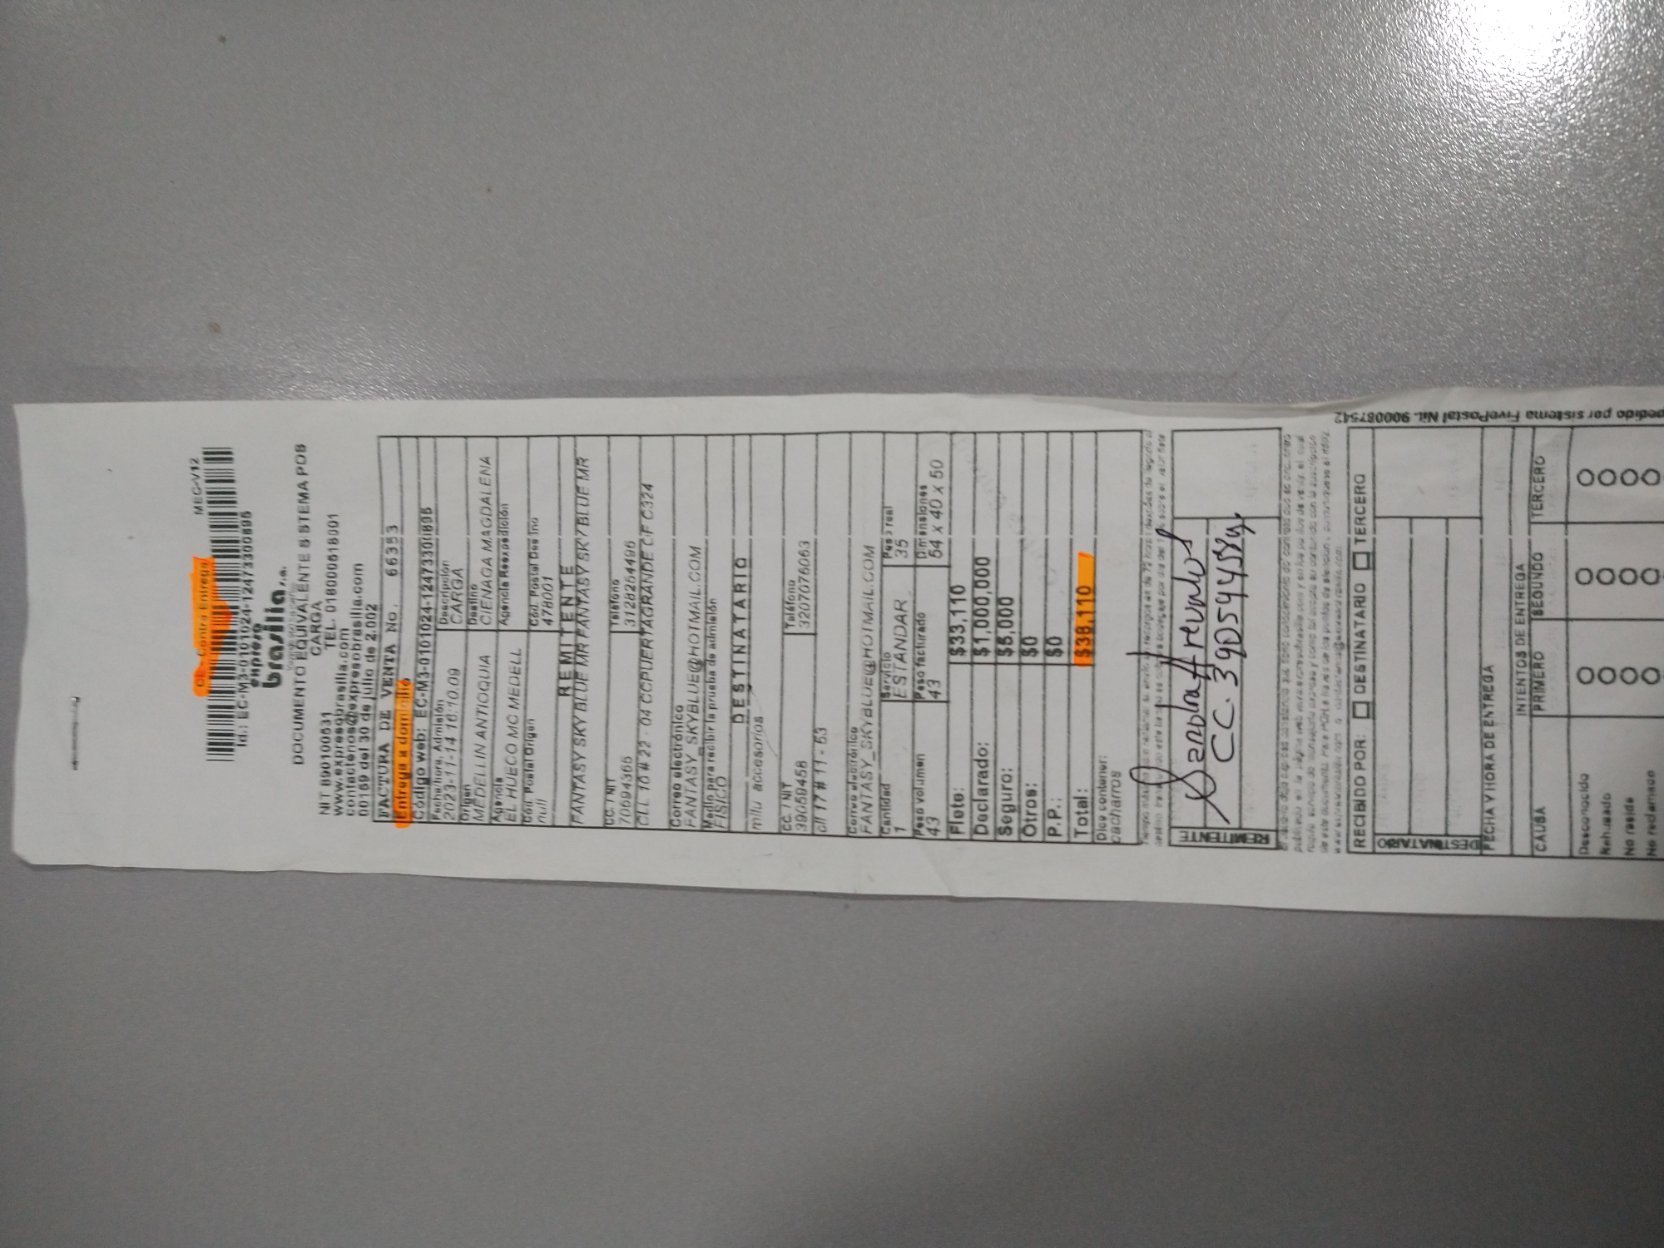 CE - Contra Entrega
MEC-V12
Id.: EC-M3-0101024-12473300895
expreso
brasilia s.a.
DOCUMENTO EQUIVALENTE SISTEMA POS
CARGA
NIT 890100531 TEL. 018000518001
www.expresobrasilia.com
contactenos@expresobrasilia.com
00169 del 30 de julio de 2.002
FACTURA DE VENTA No. 66353
Entrega a domicilio
Código web: EC-M3-0101024-12473300895
Fecha/hora, Admisión Descripción
2023-11-14 16:10:09 CARGA
Origen Destino
MEDELLIN ANTIOQUIA CIENAGA MAGDALENA
Agencia Agencia Reexpedición
EL HUECO MC MEDELL
Cód. Postal Origen Cód. Postal Destino
null 478001
REMITENTE
FANTASY SKY BLUE MR FANTASY SKY BLUE MR
CC. / NIT Teléfono
70694365 3128254496
CLL 10 # 22 - 04 CCPUERTAGRANDE CF F C324
Correo electrónico
FANTASY_SKYBLUE@HOTMAIL.COM
Medio para recibir la prueba de admisión
FISICO
DESTINATARIO
milu accesorios
CC. / NIT Teléfono
39059458 3207076063
cll 17 # 11 - 53
Correo electrónico
FANTASY_SKYBLUE@HOTMAIL.COM
Cantidad Servicio Peso real
1 ESTANDAR 35
Peso volumen Peso facturado Dimensiones
43 43 54 x 40 x 50
Flete: $33,110
Declarado: $1,000,000
Seguro: $5,000
Otros: $0
P.P.: $0
Total: $38,110
Dice contener:
cacharros
REMITENTE
CC.
RECIBIDO POR: DESTINATARIO TERCERO
DESTINATARIO
FECHA Y HORA DE ENTREGA
INTENTOS DE ENTREGA
CAUSA PRIMERO SEGUNDO TERCERO
Desconocido
Rehusado
No reside
No reclamado
pedido por sistema FivePostal Nit. 900087542